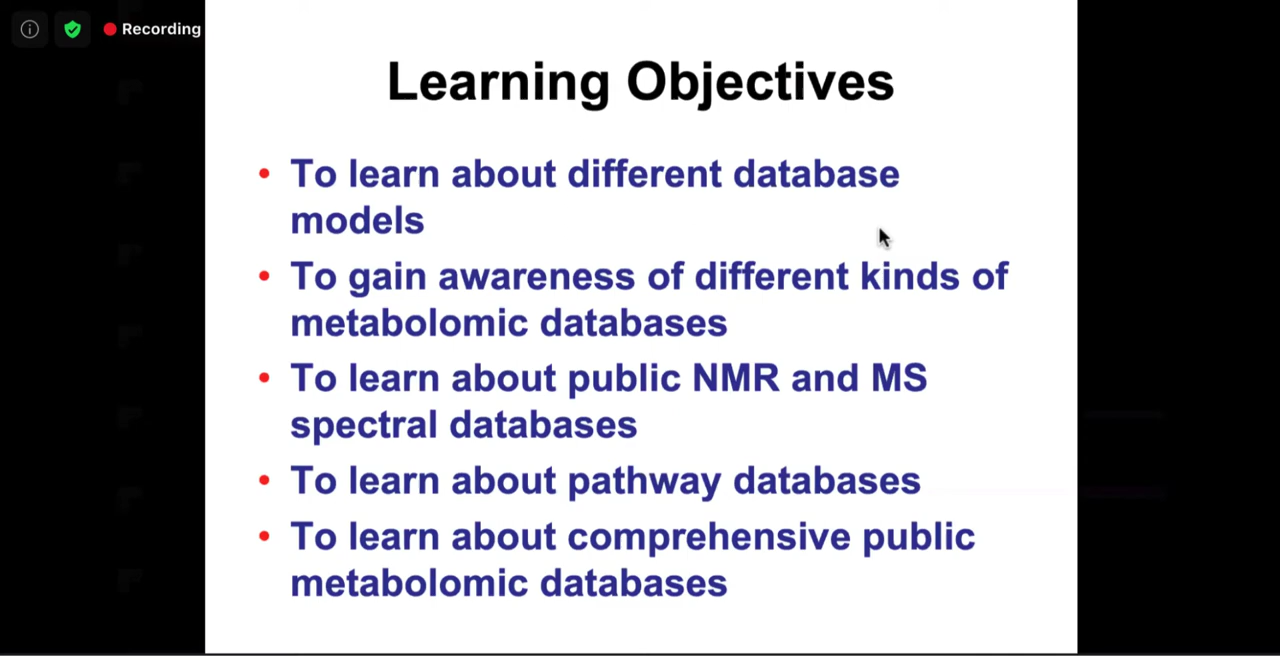 Recording
Learning Objectives
• To learn about different database
models
• To gain awareness of different kinds of
metabolomic databases
• To learn about public NMR and MS
spectral databases
• To learn about pathway databases
• To learn about comprehensive public
metabolomic databases